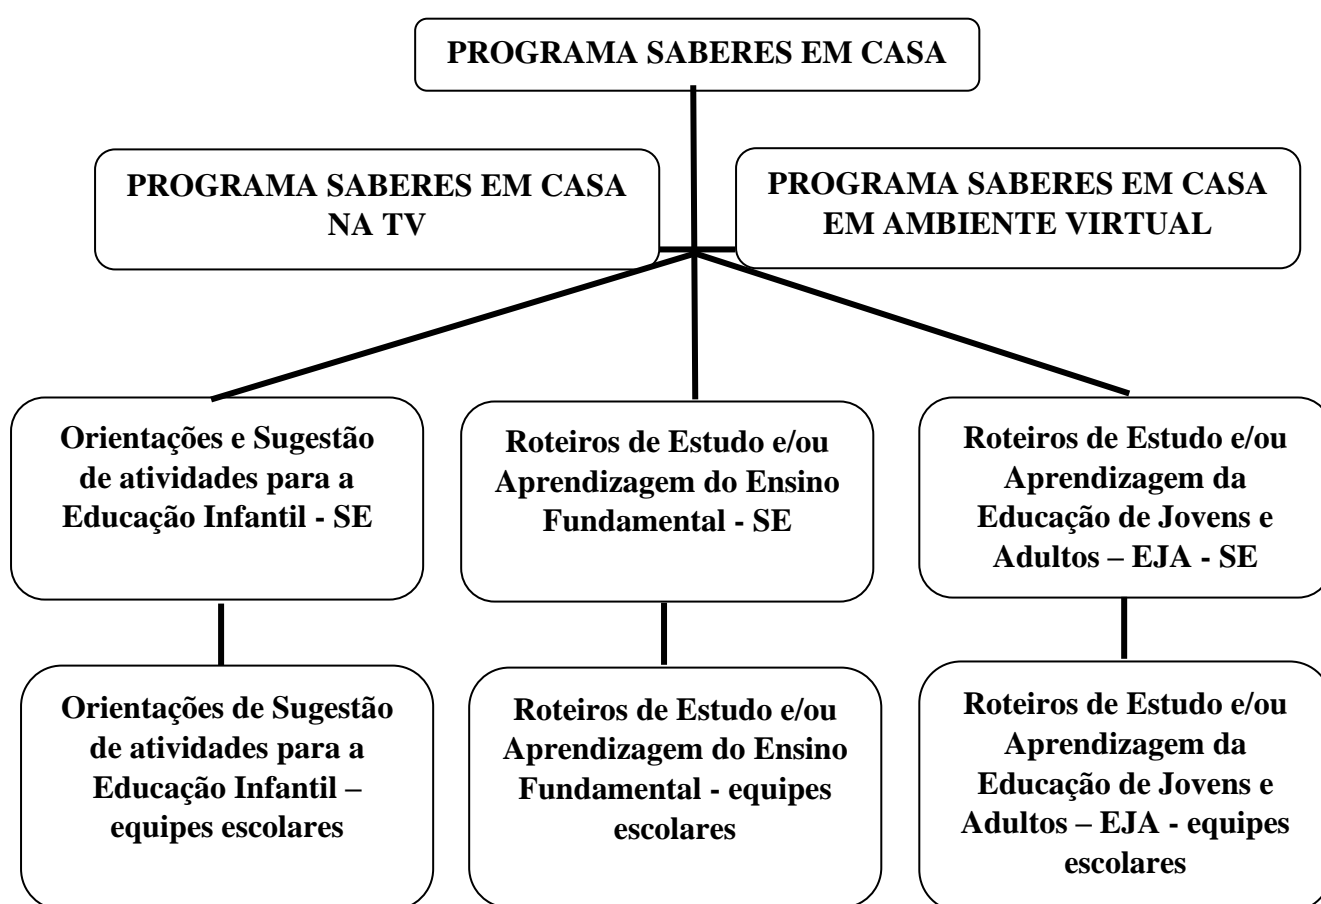 PROGRAMA SABERES EM CASA
PROGRAMA SABERES EM CASA
NA TV
PROGRAMA SABERES EM CASA
EM AMBIENTE VIRTUAL
Orientações e Sugestão
de atividades para a
Educação Infantil - SE
Roteiros de Estudo e/ou
Aprendizagem do Ensino
Fundamental - SE
Roteiros de Estudo e/ou
Aprendizagem da
Educação de Jovens e
Adultos – EJA - SE
Orientações de Sugestão
de atividades para a
Educação Infantil –
equipes escolares
Roteiros de Estudo e/ou
Aprendizagem do Ensino
Fundamental - equipes
escolares
Roteiros de Estudo e/ou
Aprendizagem da
Educação de Jovens e
Adultos – EJA - equipes
escolares